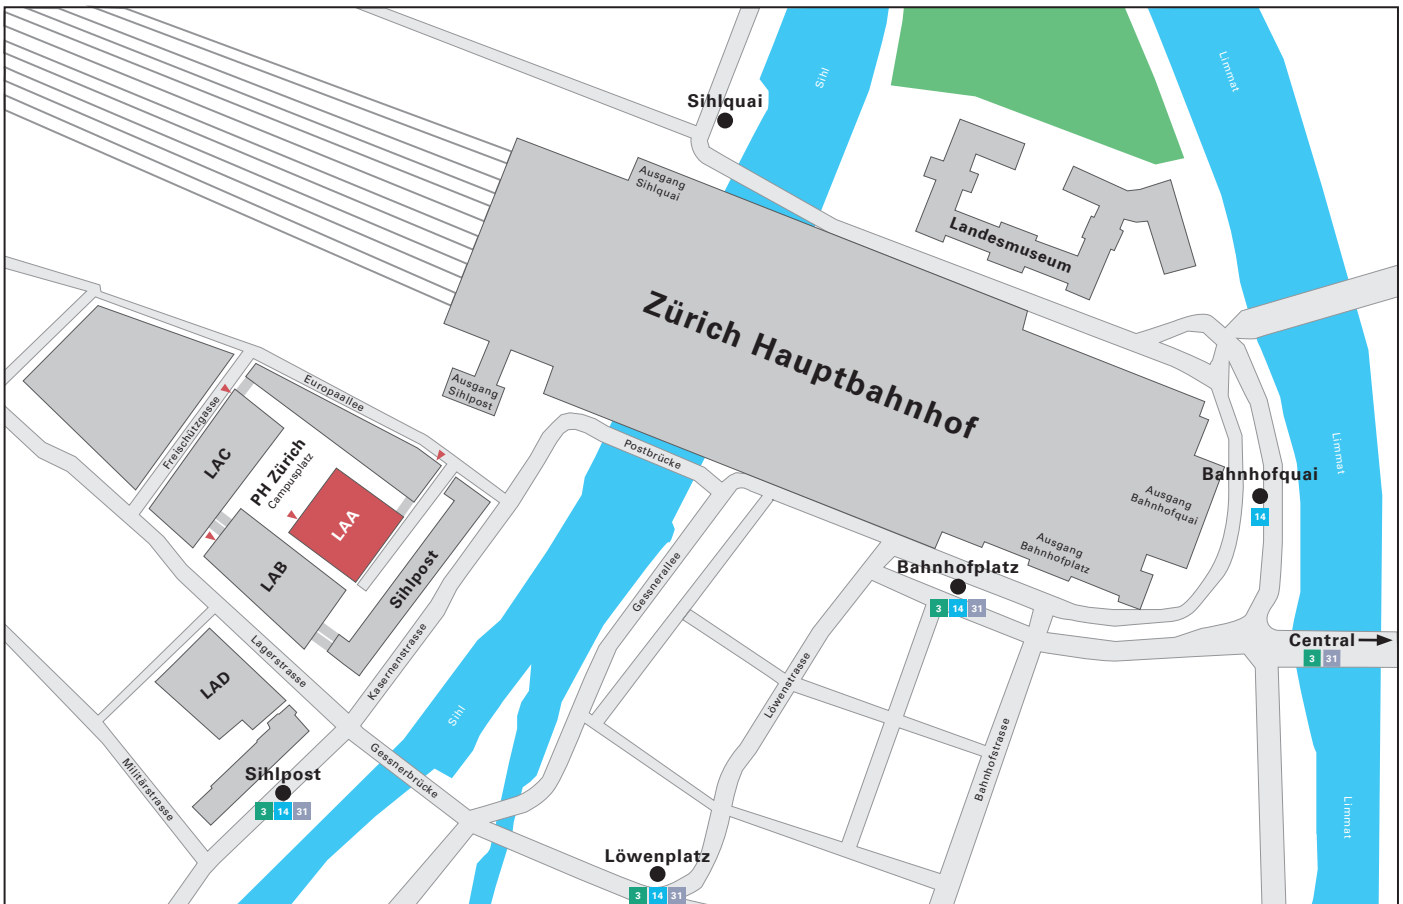 Sihl
Limmat
Sihlquai
Ausgang
Sihlquai
Landesmuseum
Zürich Hauptbahnhof
Ausgang
Sihlpost
Europaallee
Freischützgasse
LAC
PH Zürich
Campusplatz
LAA
LAB
Sihlpost
Postbrücke
Limmat
Bahnhofquai
14
Ausgang
Bahnhofquai
Ausgang
Bahnhofplatz
Bahnhofplatz
3 14 31
Gessnerallee
Central
3 31
Lagerstrasse
Kasernenstrasse
LAD
Löwenstrasse
Sihl
Bahnhofstrasse
Militärstrasse
Gessnerbrücke
Sihlpost
3 14 31
Limmat
Löwenplatz
3 14 31